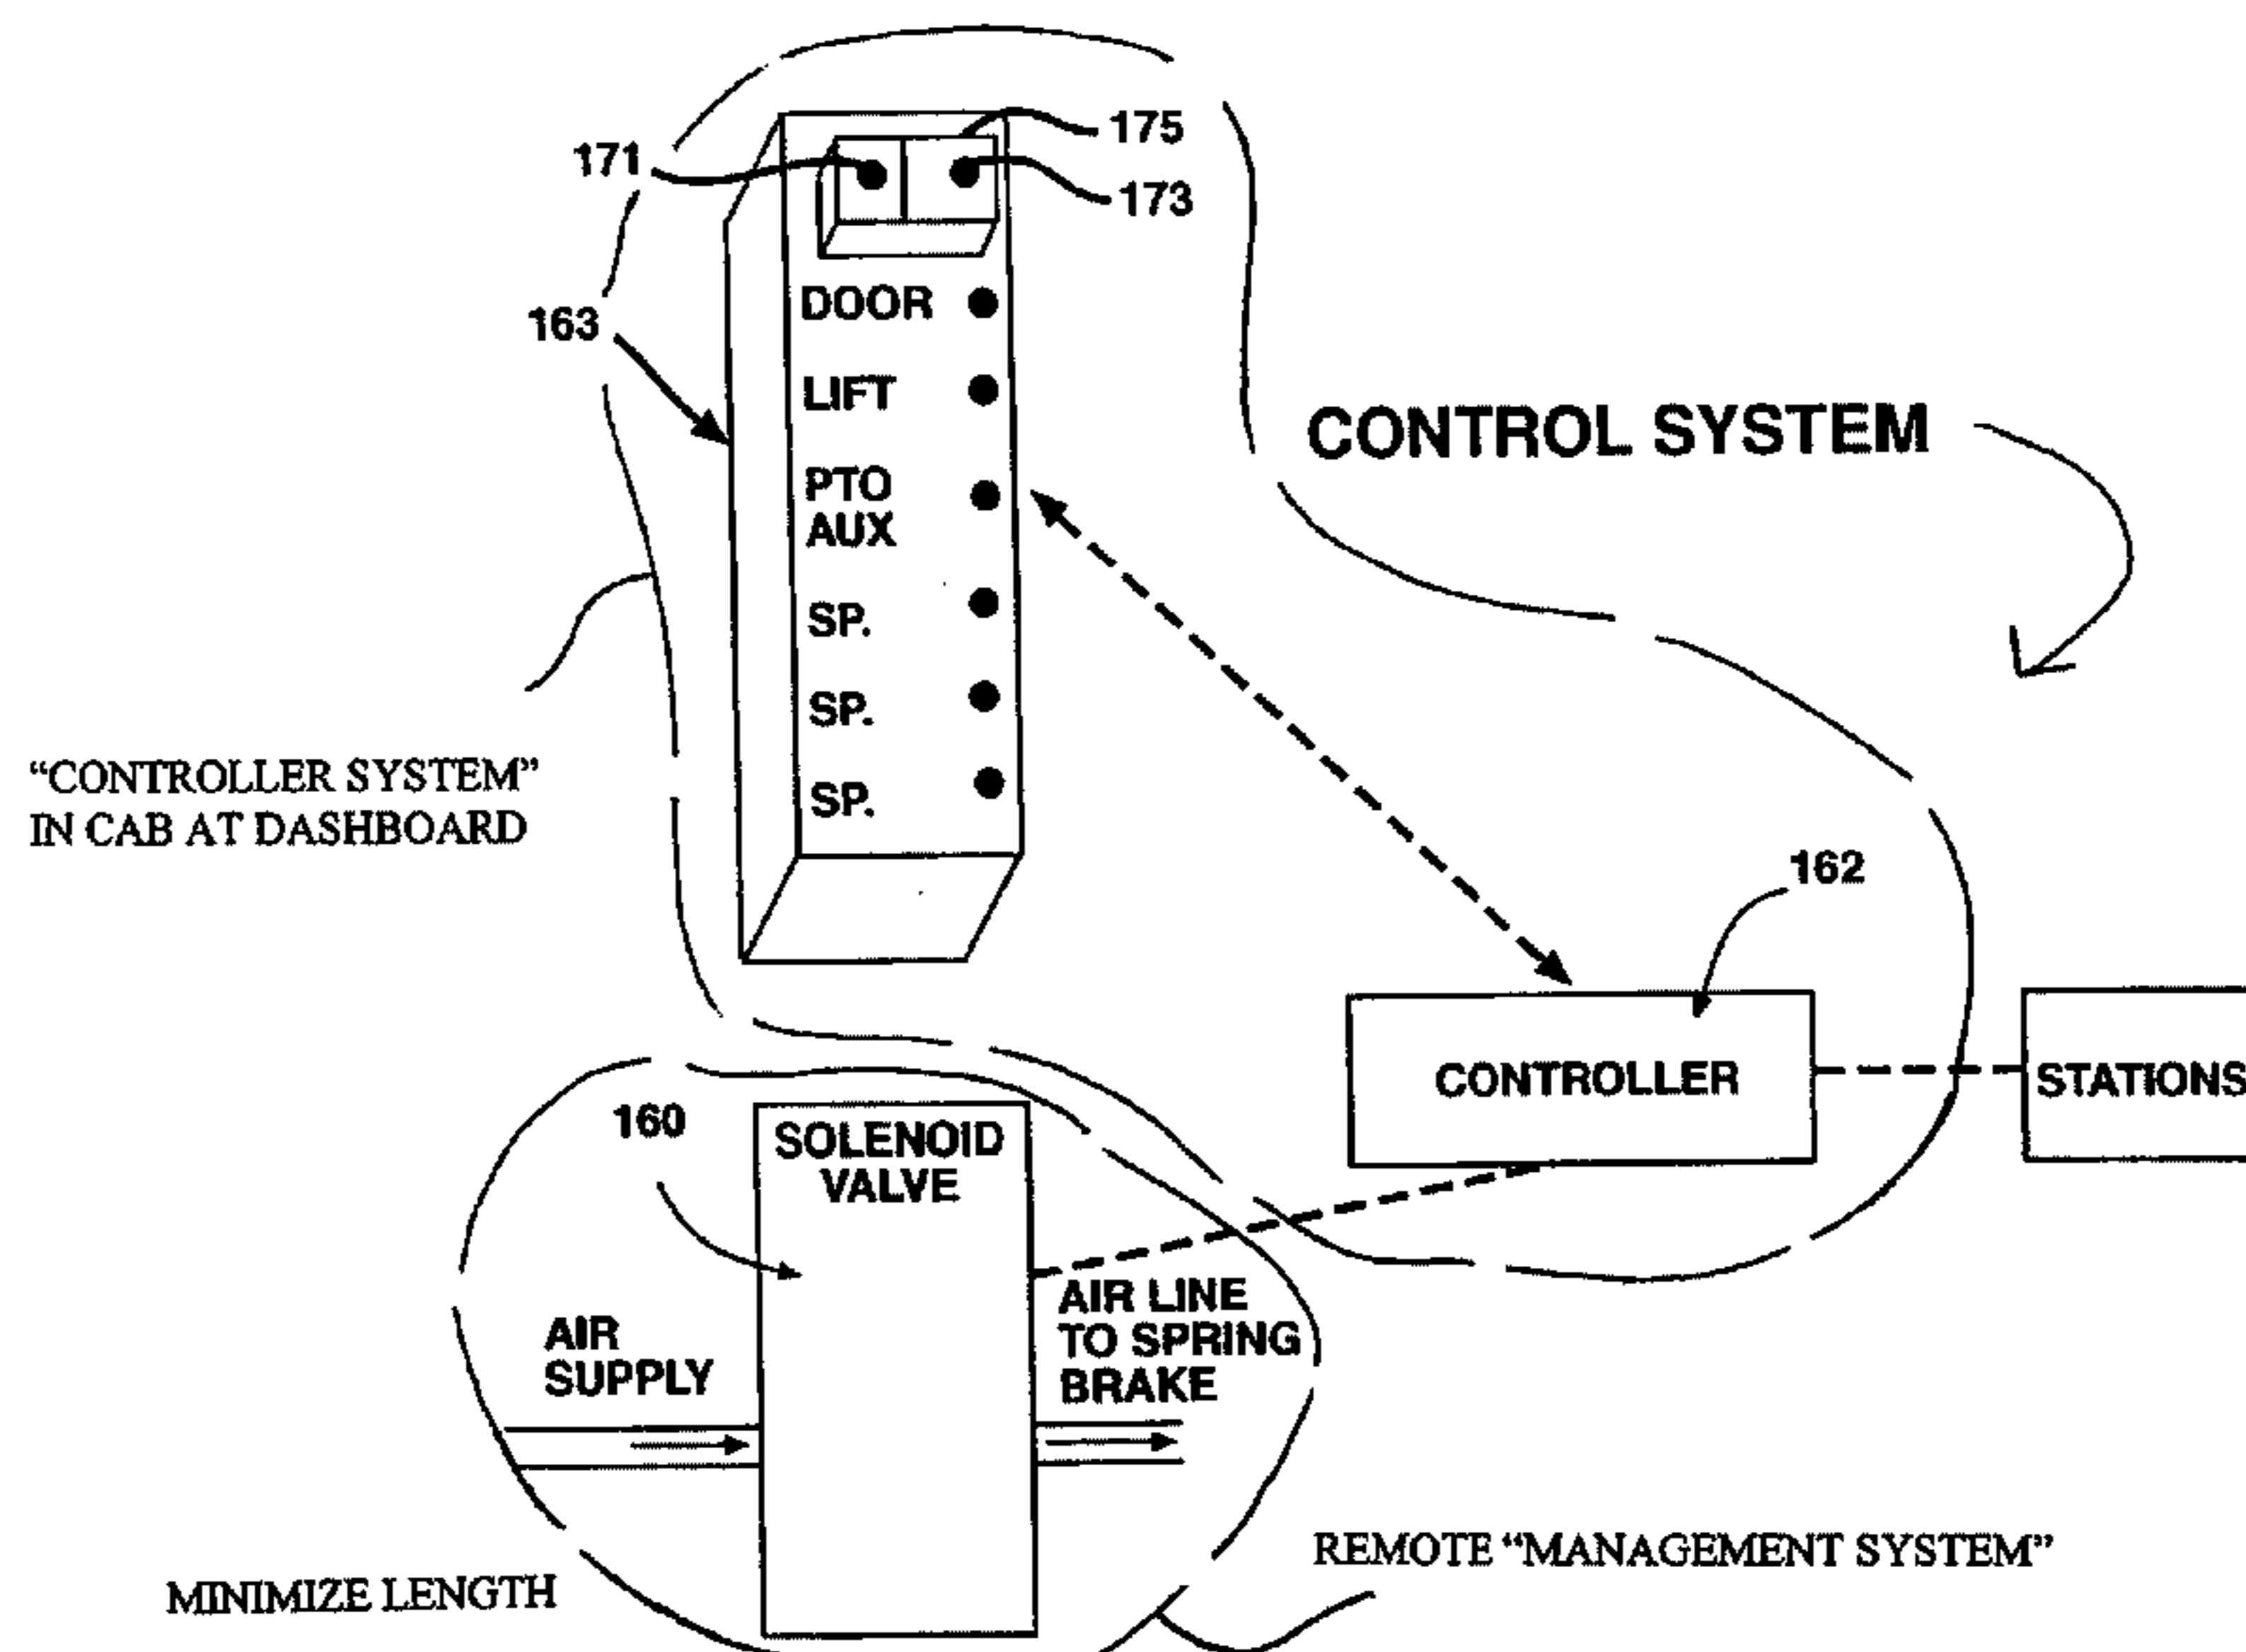 175
171
173
DOOR
163
LIFT
CONTROL SYSTEM
PTO
AUX
SP.
SP.
“CONTROLLER SYSTEM”
IN CAB AT DASHBOARD
SP.
162
CONTROLLER
STATIONS
160
SOLENOID
VALVE
AIR LINE
TO SPRING
BRAKE
AIR
SUPPLY
REMOTE “MANAGEMENT SYSTEM”
MINIMIZE LENGTH